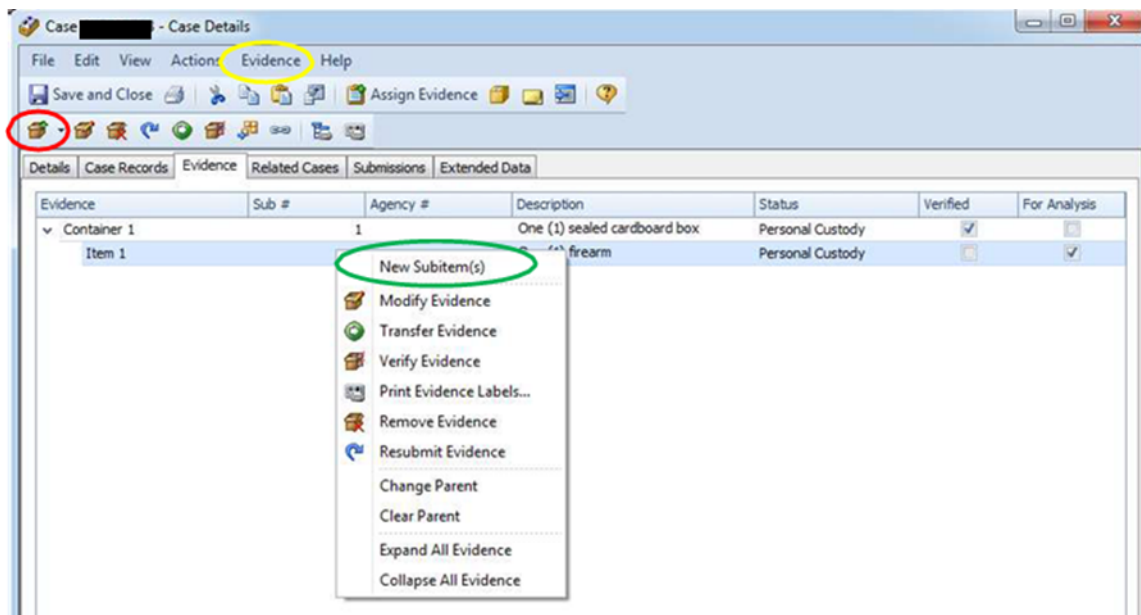 Case - Case Details
File Edit View Action Evidence Help
Save and Close Assign Evidence
Details Case Records Evidence Related Cases Submissions Extended Data
Evidence Sub # Agency # Description Status Verified For Analysis
Container 1 1 One (1) sealed cardboard box Personal Custody
Item 1 firearm Personal Custody
New Subitem(s)
Modify Evidence
Transfer Evidence
Verify Evidence
Print Evidence Labels...
Remove Evidence
Resubmit Evidence
Change Parent
Clear Parent
Expand All Evidence
Collapse All Evidence